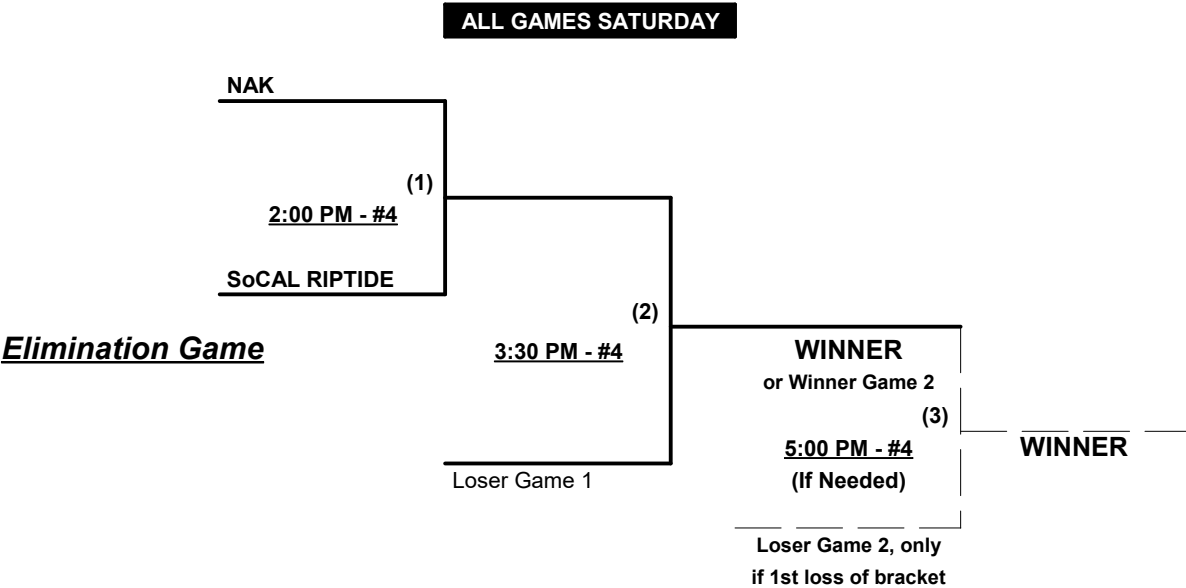 ALL GAMES SATURDAY
NAK
(1)
2:00 PM - #4
SoCAL RIPTIDE
(2)
Elimination Game
3:30 PM - #4
WINNER
or Winner Game 2
(3)
5:00 PM - #4
WINNER
(If Needed)
Loser Game 1
Loser Game 2, only
if 1st loss of bracket